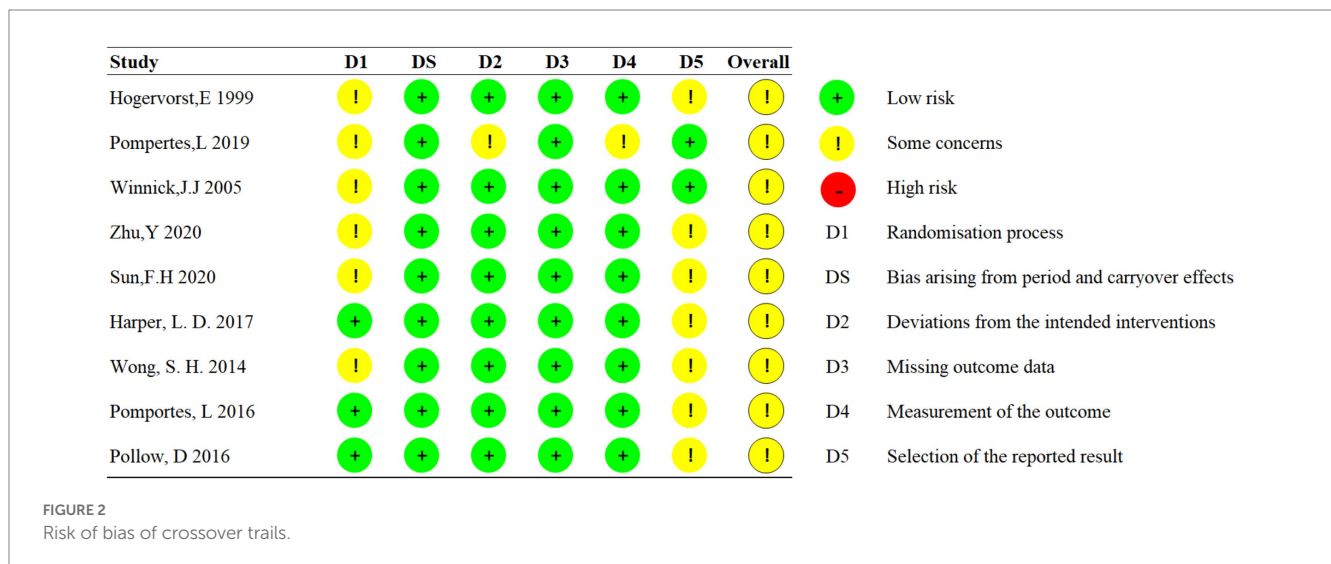 Study D1 DS D2 D3 D4 D5 Overall
Hogervorst,E 1999 ! + + + + ! !
Pompertes,L 2019 ! + ! + ! + !
Winnick,J.J 2005 ! + + + + + !
Zhu,Y 2020 ! + + + + ! !
Sun,F.H 2020 ! + + + + ! !
Harper, L. D. 2017 + + + + + ! !
Wong, S. H. 2014 ! + + + + ! !
Pomportes, L 2016 + + + + + ! !
Pollow, D 2016 + + + + + ! !
+ Low risk
! Some concerns
- High risk
D1 Randomisation process
DS Bias arising from period and carryover effects
D2 Deviations from the intended interventions
D3 Missing outcome data
D4 Measurement of the outcome
D5 Selection of the reported result
FIGURE 2
Risk of bias of crossover trails.